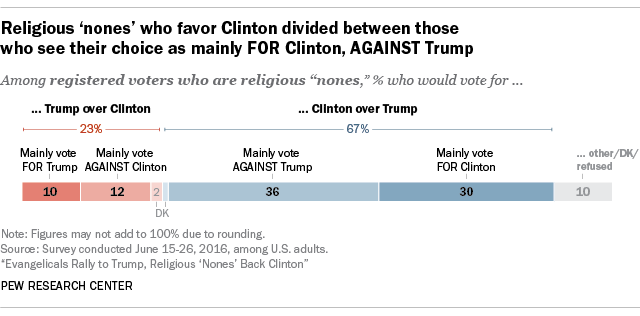 Religious ‘nones’ who favor Clinton divided between those
who see their choice as mainly FOR Clinton, AGAINST Trump
Among registered voters who are religious “nones,” % who would vote for ...
... Trump over Clinton
... Clinton over Trump
23%
67%
Mainly vote
FOR Trump
Mainly vote
AGAINST Clinton
Mainly vote
AGAINST Trump
Mainly vote
FOR Clinton
... other/DK/
refused
10
12
2
36
30
10
DK
Note: Figures may not add to 100% due to rounding.
Source: Survey conducted June 15-26, 2016, among U.S. adults.
“Evangelicals Rally to Trump, Religious ‘Nones’ Back Clinton”
PEW RESEARCH CENTER